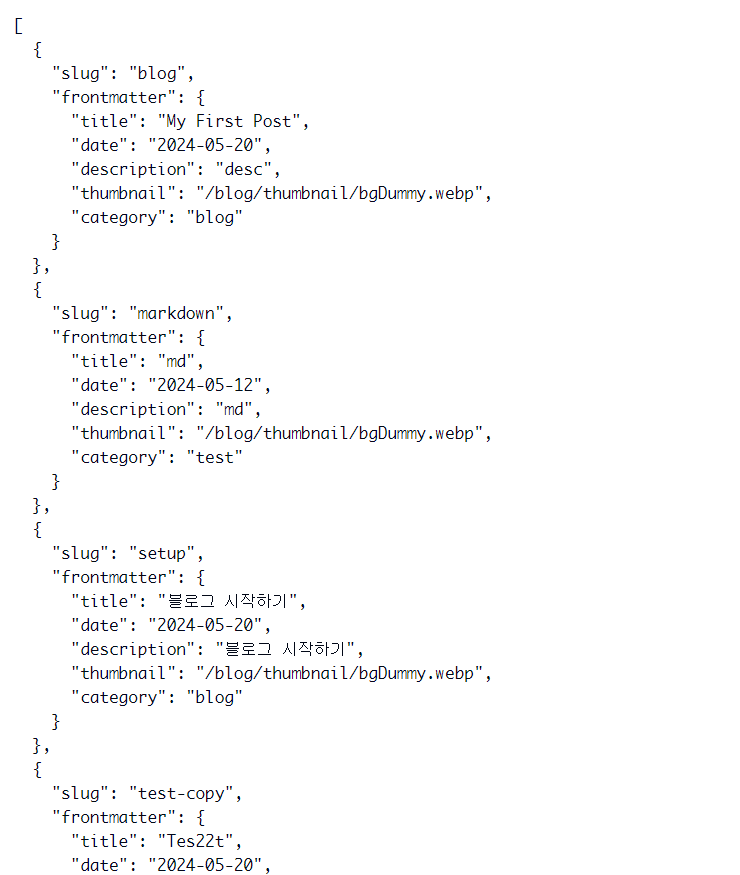 [
  {
    "slug": "blog",
    "frontmatter": {
      "title": "My First Post",
      "date": "2024-05-20",
      "description": "desc",
      "thumbnail": "/blog/thumbnail/bgDummy.webp",
      "category": "blog"
    }
  },
  {
    "slug": "markdown",
    "frontmatter": {
      "title": "md",
      "date": "2024-05-12",
      "description": "md",
      "thumbnail": "/blog/thumbnail/bgDummy.webp",
      "category": "test"
    }
  },
  {
    "slug": "setup",
    "frontmatter": {
      "title": "블로그 시작하기",
      "date": "2024-05-20",
      "description": "블로그 시작하기",
      "thumbnail": "/blog/thumbnail/bgDummy.webp",
      "category": "blog"
    }
  },
  {
    "slug": "test-copy",
    "frontmatter": {
      "title": "Tes22t",
      "date": "2024-05-20",